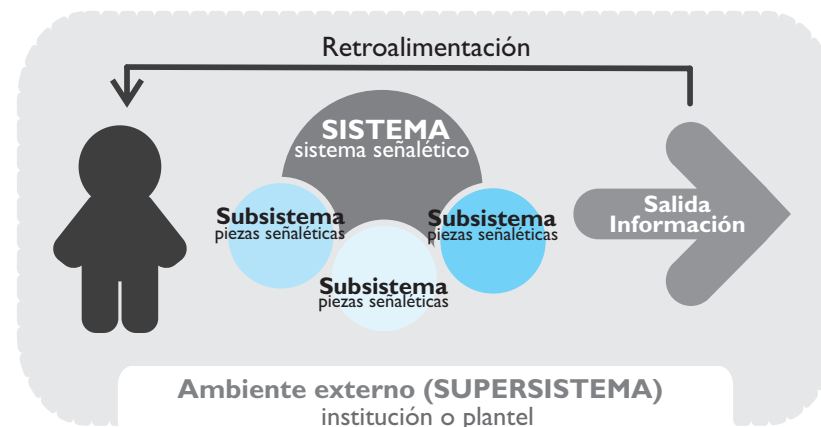 Retroalimentación
SISTEMA
sistema señalético
Subsistema
piezas señaléticas
Subsistema
piezas señaléticas
Subsistema
piezas señaléticas
Salida
Información
Ambiente externo (SUPERSISTEMA)
institución o plantel